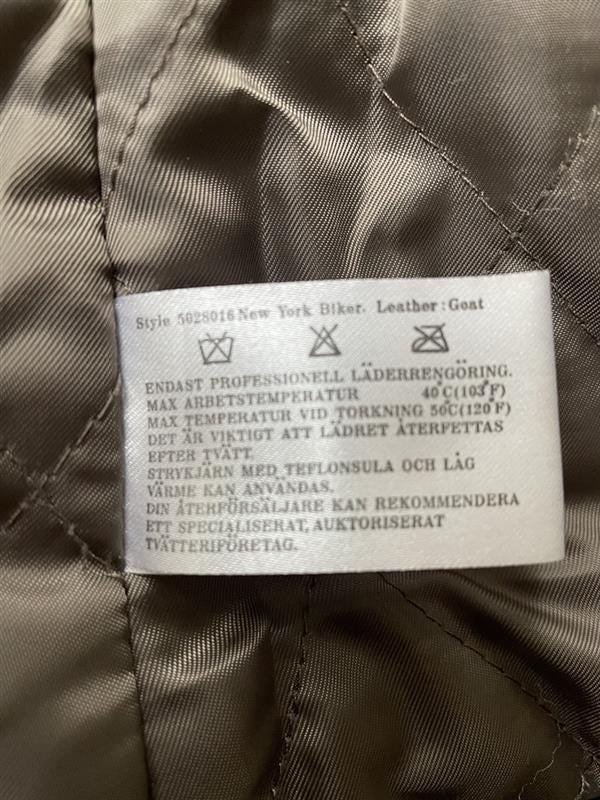 Style 5028016 New York Biker. Leather:Goat
ENDAST PROFESSIONELL LÄDERRENGÖRING.
MAX ARBETSTEMPERATUR 40°C(103°F)
MAX TEMPERATUR VID TORKNING 50°C(120°F)
DET ÄR VIKTIGT ATT LÄDRET ÅTERFETTAS
EFTER TVÄTT.
STRYKJÄRN MED TEFLONSULA OCH LÅG
VÄRME KAN ANVÄNDAS.
DIN ÅTERFÖRSÄLJARE KAN REKOMMENDERA
ETT SPECIALISERAT, AUKTORISERAT
TVÄTTERIFÖRETAG.